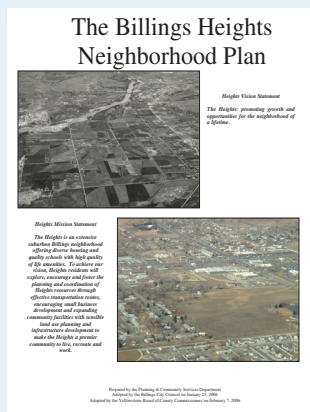 The Billings Heights
Neighborhood Plan
Heights Vision Statement
The Heights: promoting growth and
opportunities for the neighborhood of
a lifetime.
Heights Mission Statement
The Heights is an extensive
suburban Billings neighborhood
offering diverse housing and
quality schools with high quality
of life amenities.  To achieve our
vision, Heights residents will
explore, encourage and foster the
planning and coordination of
Heights resources through
effective transportation routes,
encouraging small business
development and expanding
community facilities with sensible
land use planning and
infrastructure development to
make the Heights a premier
community to live, recreate and
work.
Prepared by the Planning & Community Services Department
Adopted by the Billings City Council on January 23, 2006
Adopted by the Yellowstone Board of County Commissioners on February 7, 2006